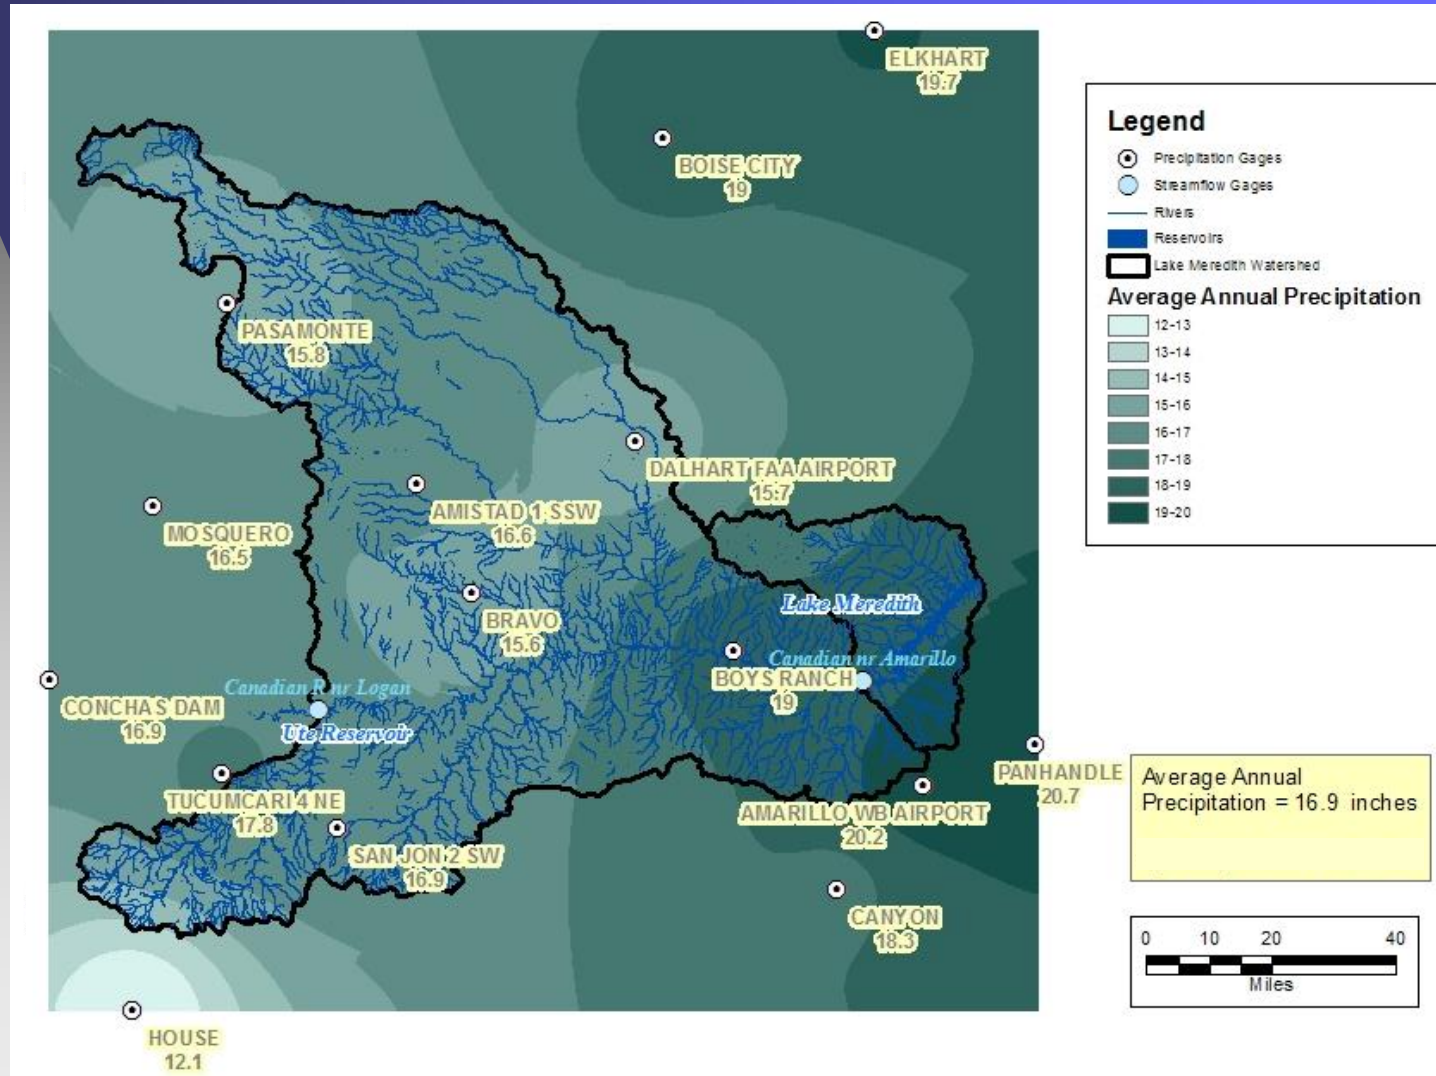 ELKHART
19.7
BOISE CITY
19
PASAMONTE
15.8
DALHART FAA AIRPORT
15.7
AMISTAD 1 SSW
16.6
MOSQUERO
16.5
Lake Meredith
BRAVO
15.6
Canadian nr Amarillo
BOYS RANCH
19
Canadian R nr Logan
CONCHAS DAM
16.9
Ute Reservoir
PANHANDLE
20.7
TUCUMCARI 4 NE
17.8
AMARILLO WB AIRPORT
20.2
SAN JON 2 SW
16.9
CANYON
18.3
HOUSE
12.1
Legend
Precipitation Gages
Streamflow Gages
Rivers
Reservoirs
Lake Meredith Watershed
Average Annual Precipitation
12-13
13-14
14-15
15-16
16-17
17-18
18-19
19-20
Average Annual
Precipitation = 16.9 inches
0 10 20 40
Miles